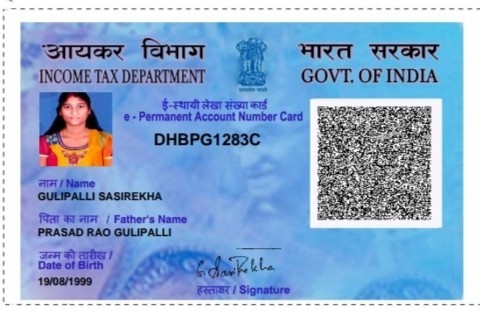 आयकर विभाग
INCOME TAX DEPARTMENT
भारत सरकार
GOVT. OF INDIA
ई-स्थायी लेखा संख्या कार्ड
e - Permanent Account Number Card
DHBPG1283C
नाम / Name
GULIPALLI SASIREKHA
पिता का नाम / Father's Name
PRASAD RAO GULIPALLI
जन्म की तारीख /
Date of Birth
19/08/1999
G. SasiRekha
हस्ताक्षर / Signature